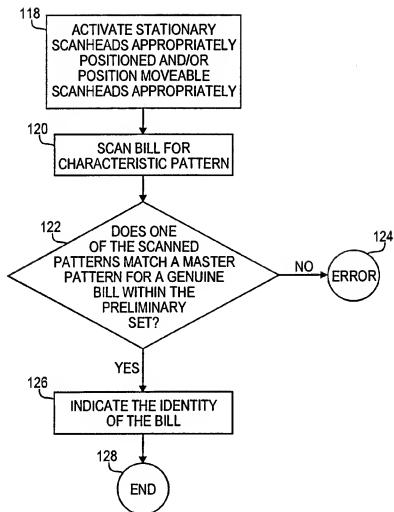 118
ACTIVATE STATIONARY
SCANHEADS APPROPRIATELY
POSITIONED AND/OR
POSITION MOVEABLE
SCANHEADS APPROPRIATELY
120
SCAN BILL FOR
CHARACTERISTIC PATTERN
122
DOES ONE
OF THE SCANNED
PATTERNS MATCH A MASTER
PATTERN FOR A GENUINE
BILL WITHIN THE
PRELIMINARY
SET?
NO
124
ERROR
YES
126
INDICATE THE IDENTITY
OF THE BILL
128
END